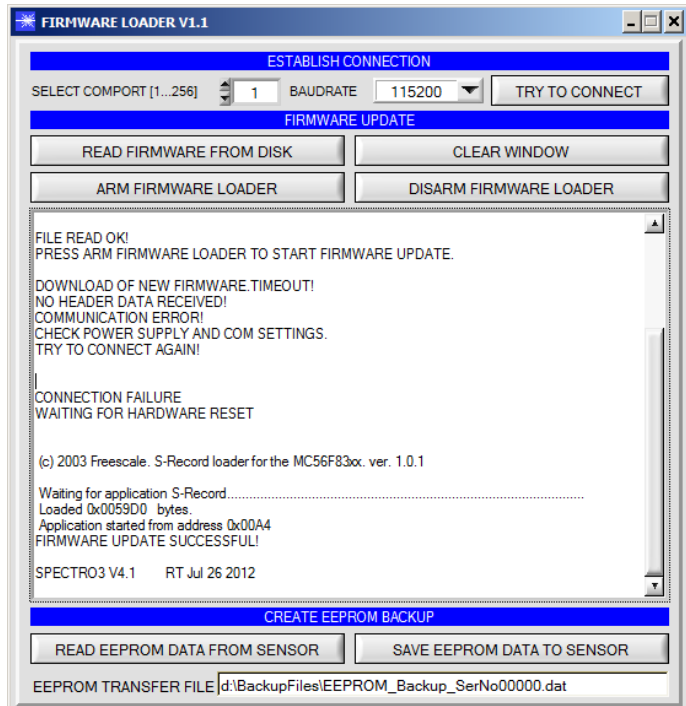 FIRMWARE LOADER V1.1
ESTABLISH CONNECTION
SELECT COMPORT [1...256] 1 BAUDRATE 115200 TRY TO CONNECT
FIRMWARE UPDATE
READ FIRMWARE FROM DISK CLEAR WINDOW
ARM FIRMWARE LOADER DISARM FIRMWARE LOADER
FILE READ OK!
PRESS ARM FIRMWARE LOADER TO START FIRMWARE UPDATE.
DOWNLOAD OF NEW FIRMWARE.TIMEOUT!
NO HEADER DATA RECEIVED!
COMMUNICATION ERROR!
CHECK POWER SUPPLY AND COM SETTINGS.
TRY TO CONNECT AGAIN!
CONNECTION FAILURE
WAITING FOR HARDWARE RESET
(c) 2003 Freescale. S-Record loader for the MC56F83xx. ver. 1.0.1
Waiting for application S-Record..........................................................................................
Loaded 0x0059D0 bytes.
Application started from address 0x00A4
FIRMWARE UPDATE SUCCESSFUL!
SPECTRO3 V4.1 RT Jul 26 2012
CREATE EEPROM BACKUP
READ EEPROM DATA FROM SENSOR SAVE EEPROM DATA TO SENSOR
EEPROM TRANSFER FILE d:\BackupFiles\EEPROM_Backup_SerNo00000.dat